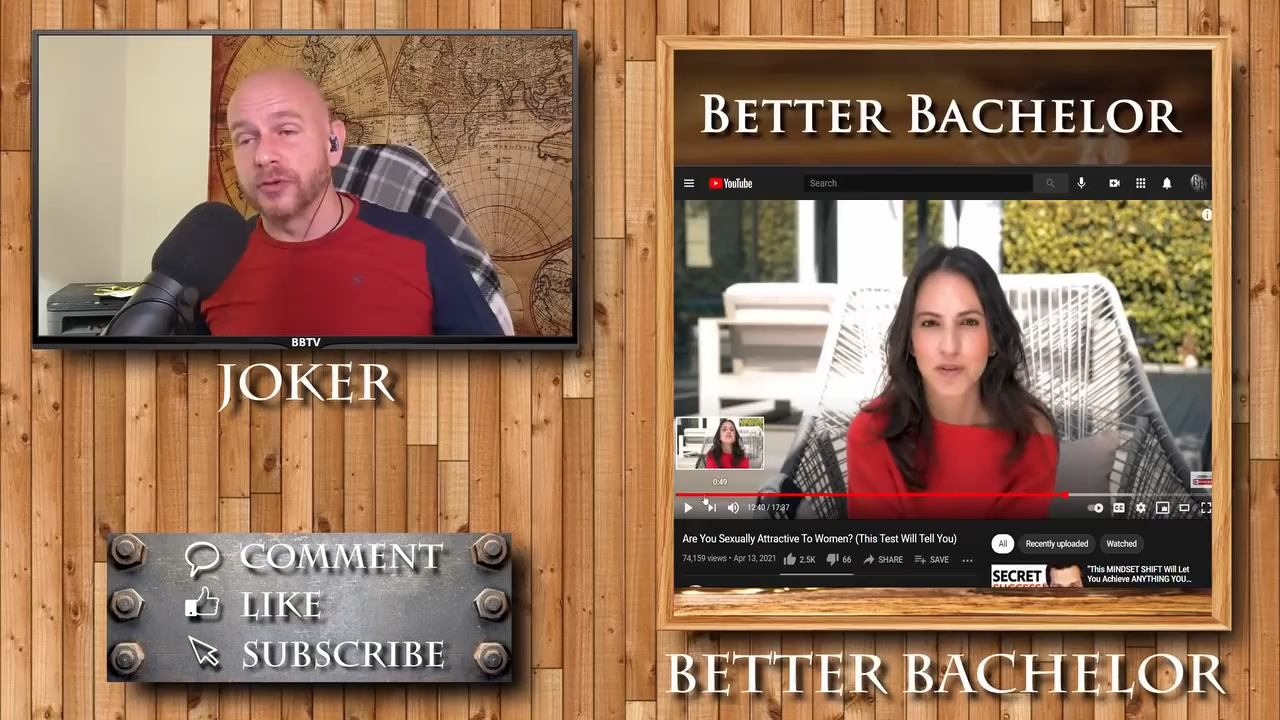 BBTV
JOKER
COMMENT
LIKE
SUBSCRIBE
BETTER BACHELOR
YouTube
Search
0:49
12:40 / 17:37
Are You Sexually Attractive To Women? (This Test Will Tell You)
74,159 views • Apr 13, 2021
2.5K
66
SHARE
SAVE
All
Recently uploaded
Watched
SECRET
"This MINDSET SHIFT Will Let
You Achieve ANYTHING YOU...
BETTER BACHELOR